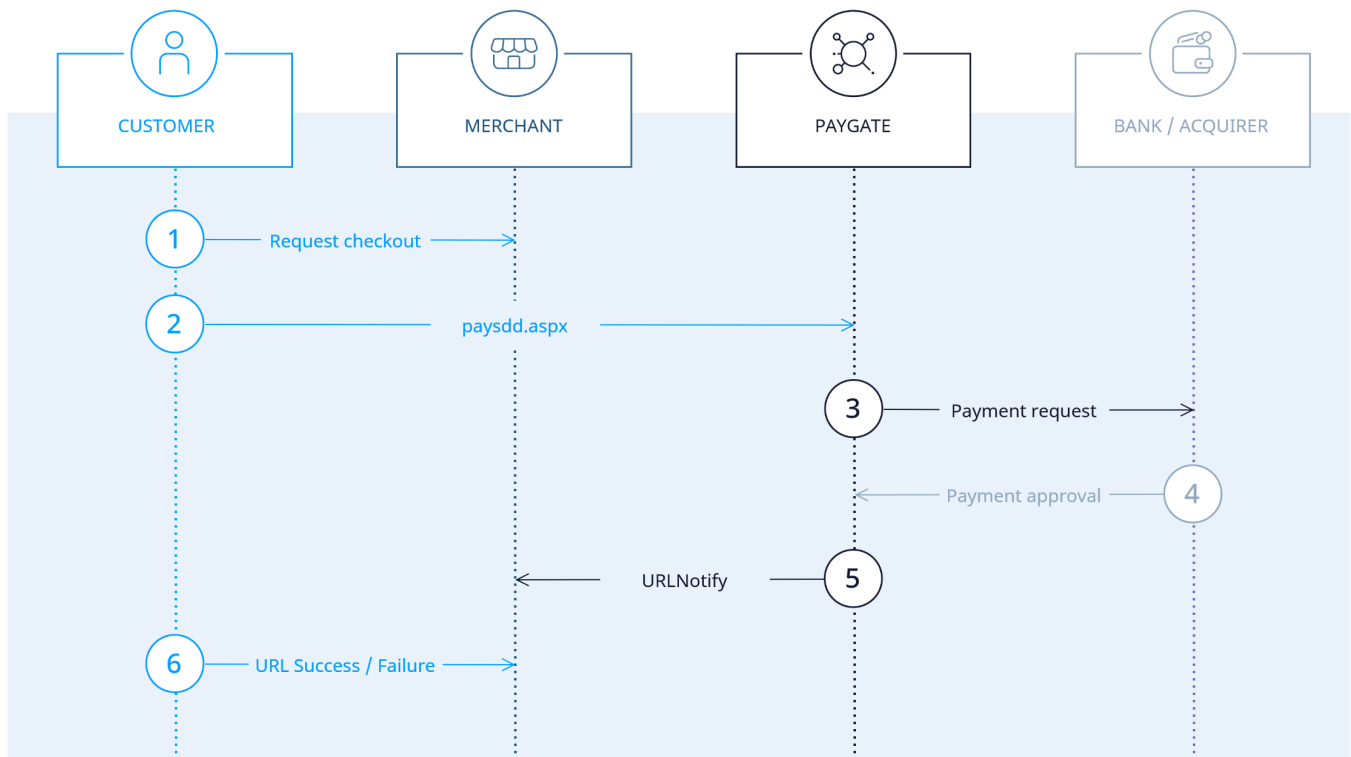 CUSTOMER
MERCHANT
PAYGATE
BANK / ACQUIRER
1
Request checkout
2
paysdd.aspx
3
Payment request
Payment approval
4
URLNotify
5
6
URL Success / Failure